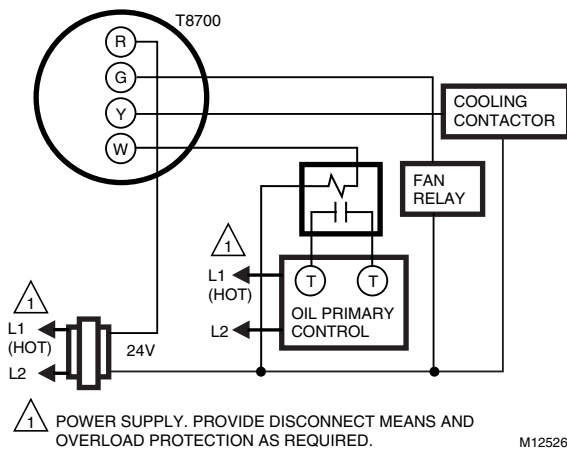 T8700
R
G
Y
W
COOLING
CONTACTOR
FAN
RELAY
1
L1
(HOT)
T T
OIL PRIMARY
CONTROL
L2
1
L1
(HOT)
24V
L2
1 POWER SUPPLY. PROVIDE DISCONNECT MEANS AND
OVERLOAD PROTECTION AS REQUIRED.
M12526